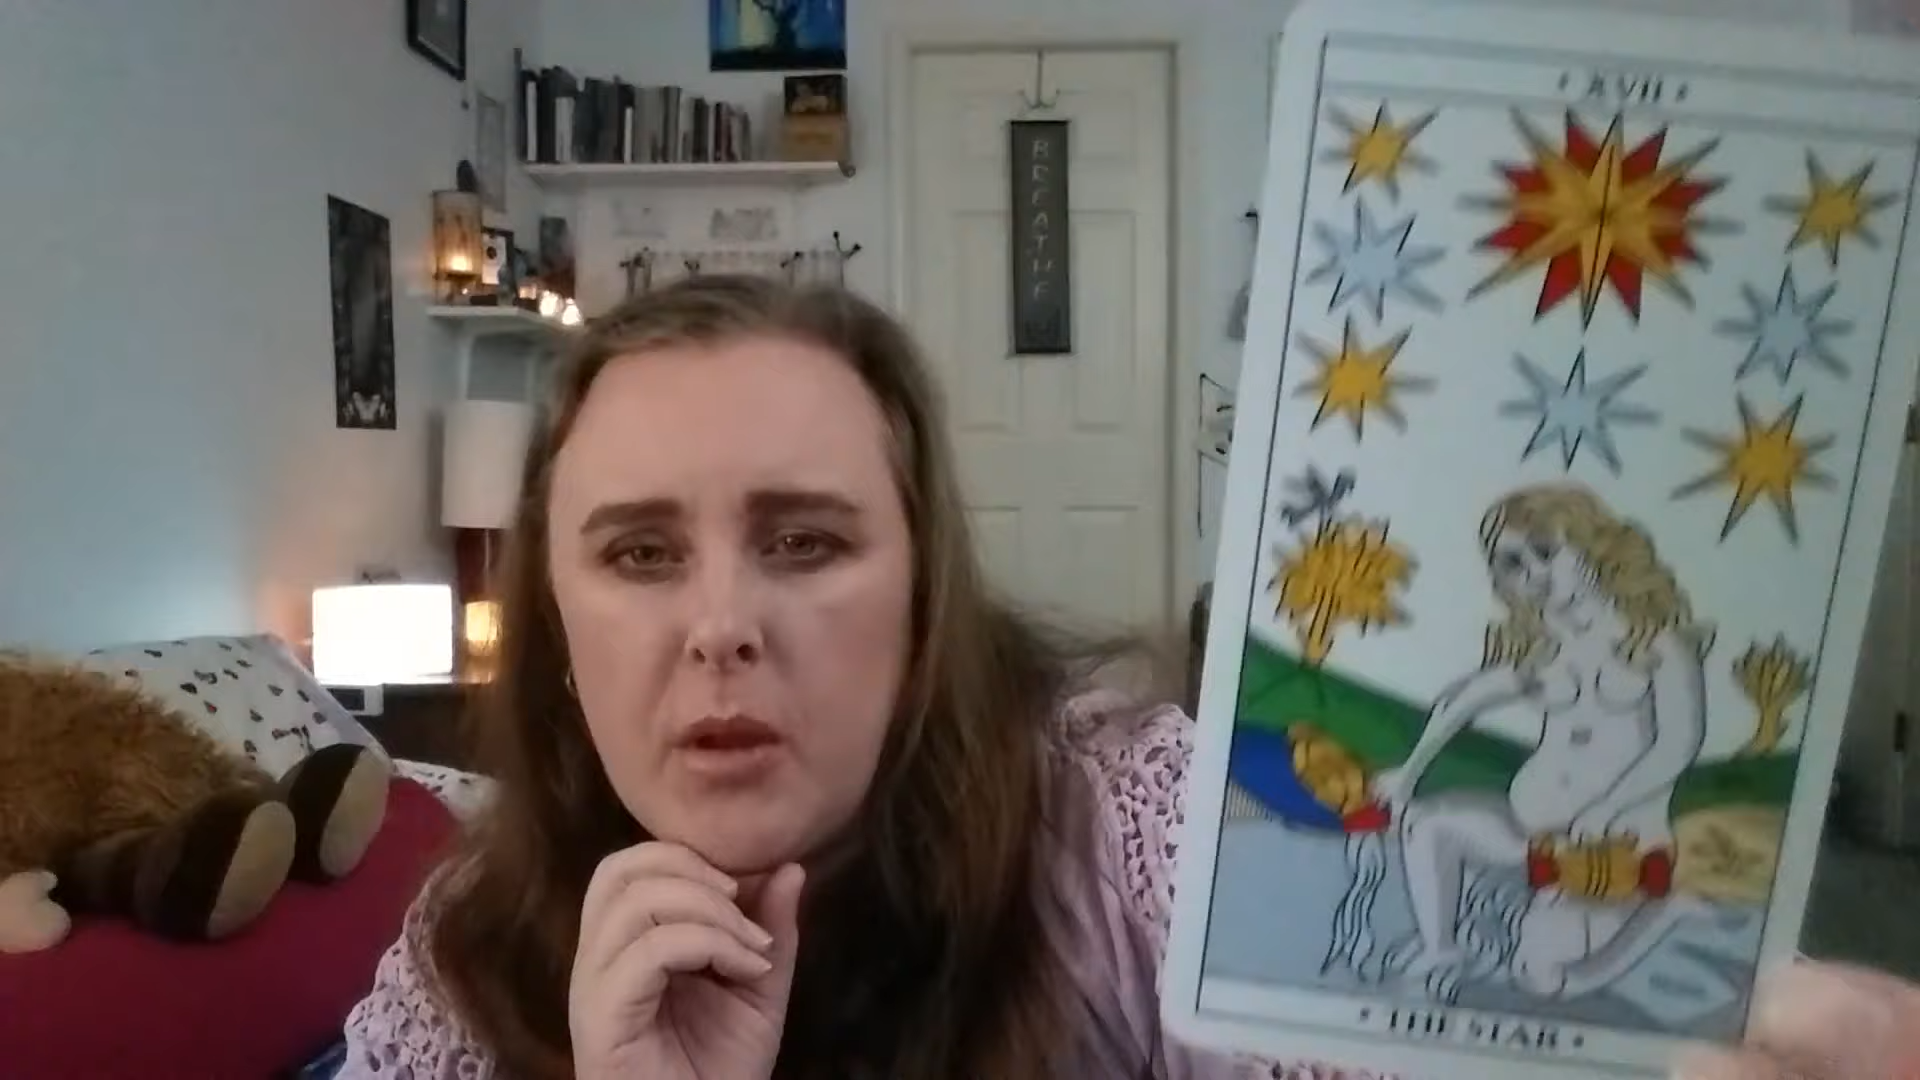 BREATHE
• XVII •
• THE STAR •